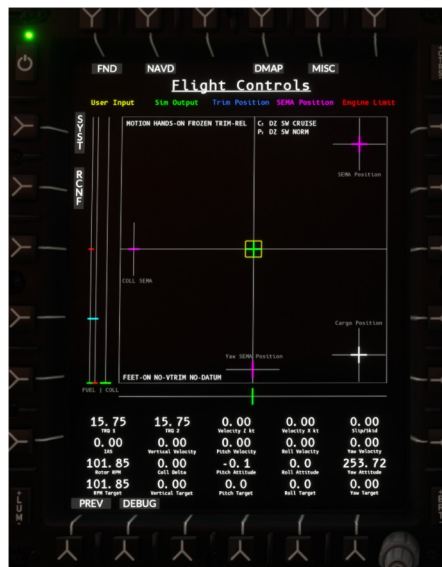 FND NAVD DMAP MISC
Flight Controls
User Input Sim Output Trim Position SEMA Position Engine Limit
SYST
MOTION HANDS-ON FROZEN TRIM-REL
C: DZ SW CRUISE
P: DZ SW NORM
RCNF
SEMA Position
COLL SEMA
Cargo Position
Yaw SEMA Position
FEET-ON NO-VTRIM NO-DATUM
FUEL | COLL
15.75 15.75 0.00 0.00 0.00
TRQ 1 TRQ 2 Velocity Z kt Velocity X kt Slip/Skid
0.00 0.00 0.00 0.00 0.00
IAS Vertical Velocity Pitch Velocity Roll Velocity Yaw Velocity
101.85 0.00 -0.1 0.0 253.72
Rotor RPM Coll Delta Pitch Attitude Roll Attitude Yaw Attitude
101.85 0.00 0.0 0.0 0.00
RPM Target Vertical Target Pitch Target Roll Target Yaw Target
PREV DEBUG
LUM